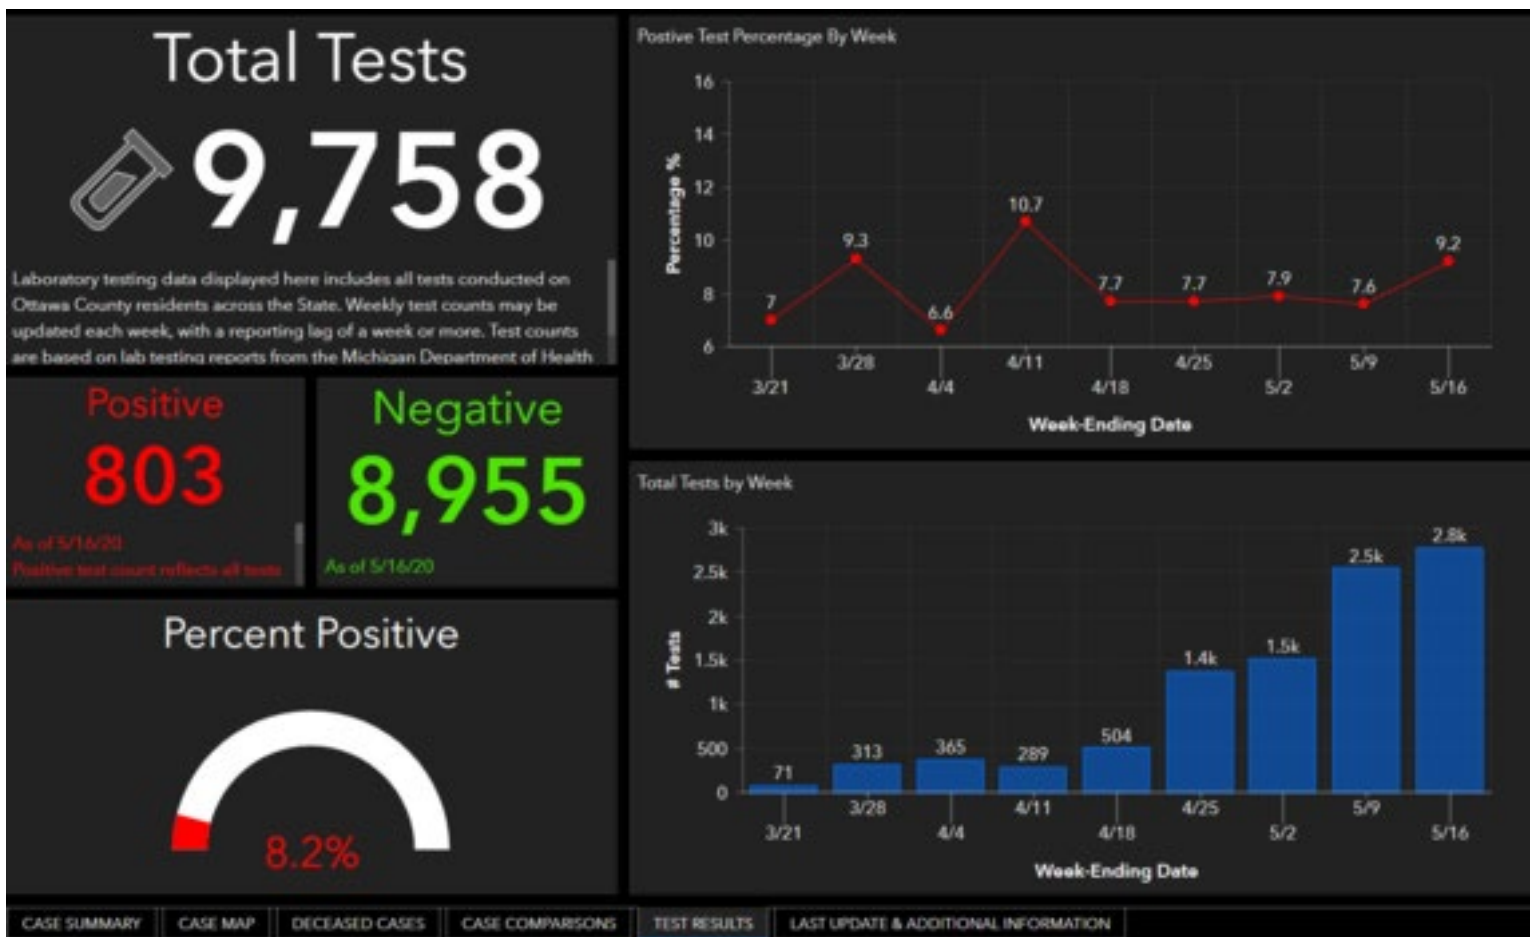 Total Tests
9,758
Laboratory testing data displayed here includes all tests conducted on
Ottawa County residents across the State. Weekly test counts may be
updated each week, with a reporting lag of a week or more. Test counts
are based on lab testing reports from the Michigan Department of Health
Positive
803
As of 5/16/20
Positive test count reflects all tests
Negative
8,955
As of 5/16/20
Percent Positive
8.2%
Postive Test Percentage By Week
16
14
12
10
8
6
Percentage %
7
9.3
6.6
10.7
7.7
7.7
7.9
7.6
9.2
3/21
3/28
4/4
4/11
4/18
4/25
5/2
5/9
5/16
Week-Ending Date
Total Tests by Week
3k
2.5k
2k
1.5k
1k
500
0
# Tests
71
313
365
289
504
1.4k
1.5k
2.5k
2.8k
3/21
3/28
4/4
4/11
4/18
4/25
5/2
5/9
5/16
Week-Ending Date
CASE SUMMARY
CASE MAP
DECEASED CASES
CASE COMPARISONS
TEST RESULTS
LAST UPDATE & ADDITIONAL INFORMATION